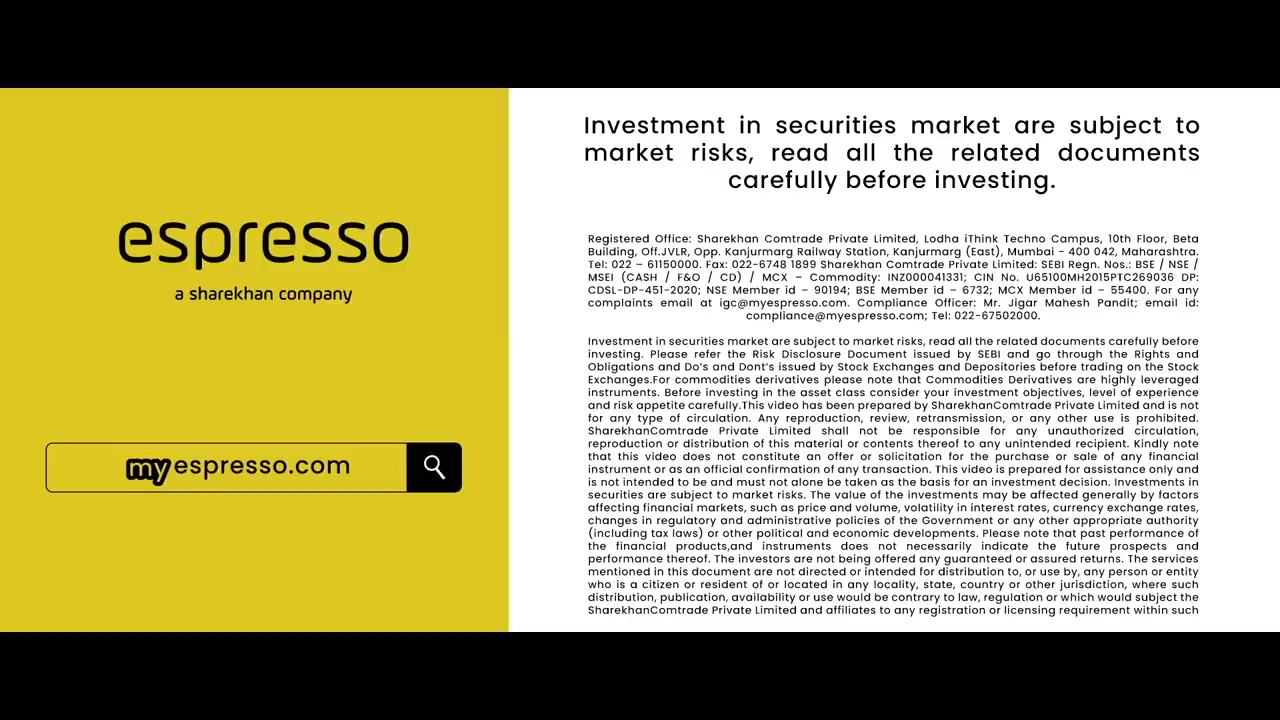 espresso
a sharekhan company
myespresso.com
Investment in securities market are subject to
market risks, read all the related documents
carefully before investing.
Registered Office: Sharekhan Comtrade Private Limited, Lodha iThink Techno Campus, 10th Floor, Beta
Building, Off.JVLR, Opp. Kanjurmarg Railway Station, Kanjurmarg (East), Mumbai - 400 042, Maharashtra.
Tel: 022 – 61150000. Fax: 022-6748 1899 Sharekhan Comtrade Private Limited: SEBI Regn. Nos.: BSE / NSE /
MSEI (CASH / F&O / CD) / MCX – Commodity: INZ000041331; CIN No. U65100MH2015PTC269036 DP:
CDSL-DP-451-2020; NSE Member id – 90194; BSE Member id – 6732; MCX Member id – 55400. For any
complaints email at igc@myespresso.com. Compliance Officer: Mr. Jigar Mahesh Pandit; email id:
compliance@myespresso.com; Tel: 022-67502000.
Investment in securities market are subject to market risks, read all the related documents carefully before
investing. Please refer the Risk Disclosure Document issued by SEBI and go through the Rights and
Obligations and Do's and Dont's issued by Stock Exchanges and Depositories before trading on the Stock
Exchanges.For commodities derivatives please note that Commodities Derivatives are highly leveraged
instruments. Before investing in the asset class consider your investment objectives, level of experience
and risk appetite carefully.This video has been prepared by SharekhanComtrade Private Limited and is not
for any type of circulation. Any reproduction, review, retransmission, or any other use is prohibited.
SharekhanComtrade Private Limited shall not be responsible for any unauthorized circulation,
reproduction or distribution of this material or contents thereof to any unintended recipient. Kindly note
that this video does not constitute an offer or solicitation for the purchase or sale of any financial
instrument or as an official confirmation of any transaction. This video is prepared for assistance only and
is not intended to be and must not alone be taken as the basis for an investment decision. Investments in
securities are subject to market risks. The value of the investments may be affected generally by factors
affecting financial markets, such as price and volume, volatility in interest rates, currency exchange rates,
changes in regulatory and administrative policies of the Government or any other appropriate authority
(including tax laws) or other political and economic developments. Please note that past performance of
the financial products,and instruments does not necessarily indicate the future prospects and
performance thereof. The investors are not being offered any guaranteed or assured returns. The services
mentioned in this document are not directed or intended for distribution to, or use by, any person or entity
who is a citizen or resident of or located in any locality, state, country or other jurisdiction, where such
distribution, publication, availability or use would be contrary to law, regulation or which would subject the
SharekhanComtrade Private Limited and affiliates to any registration or licensing requirement within such